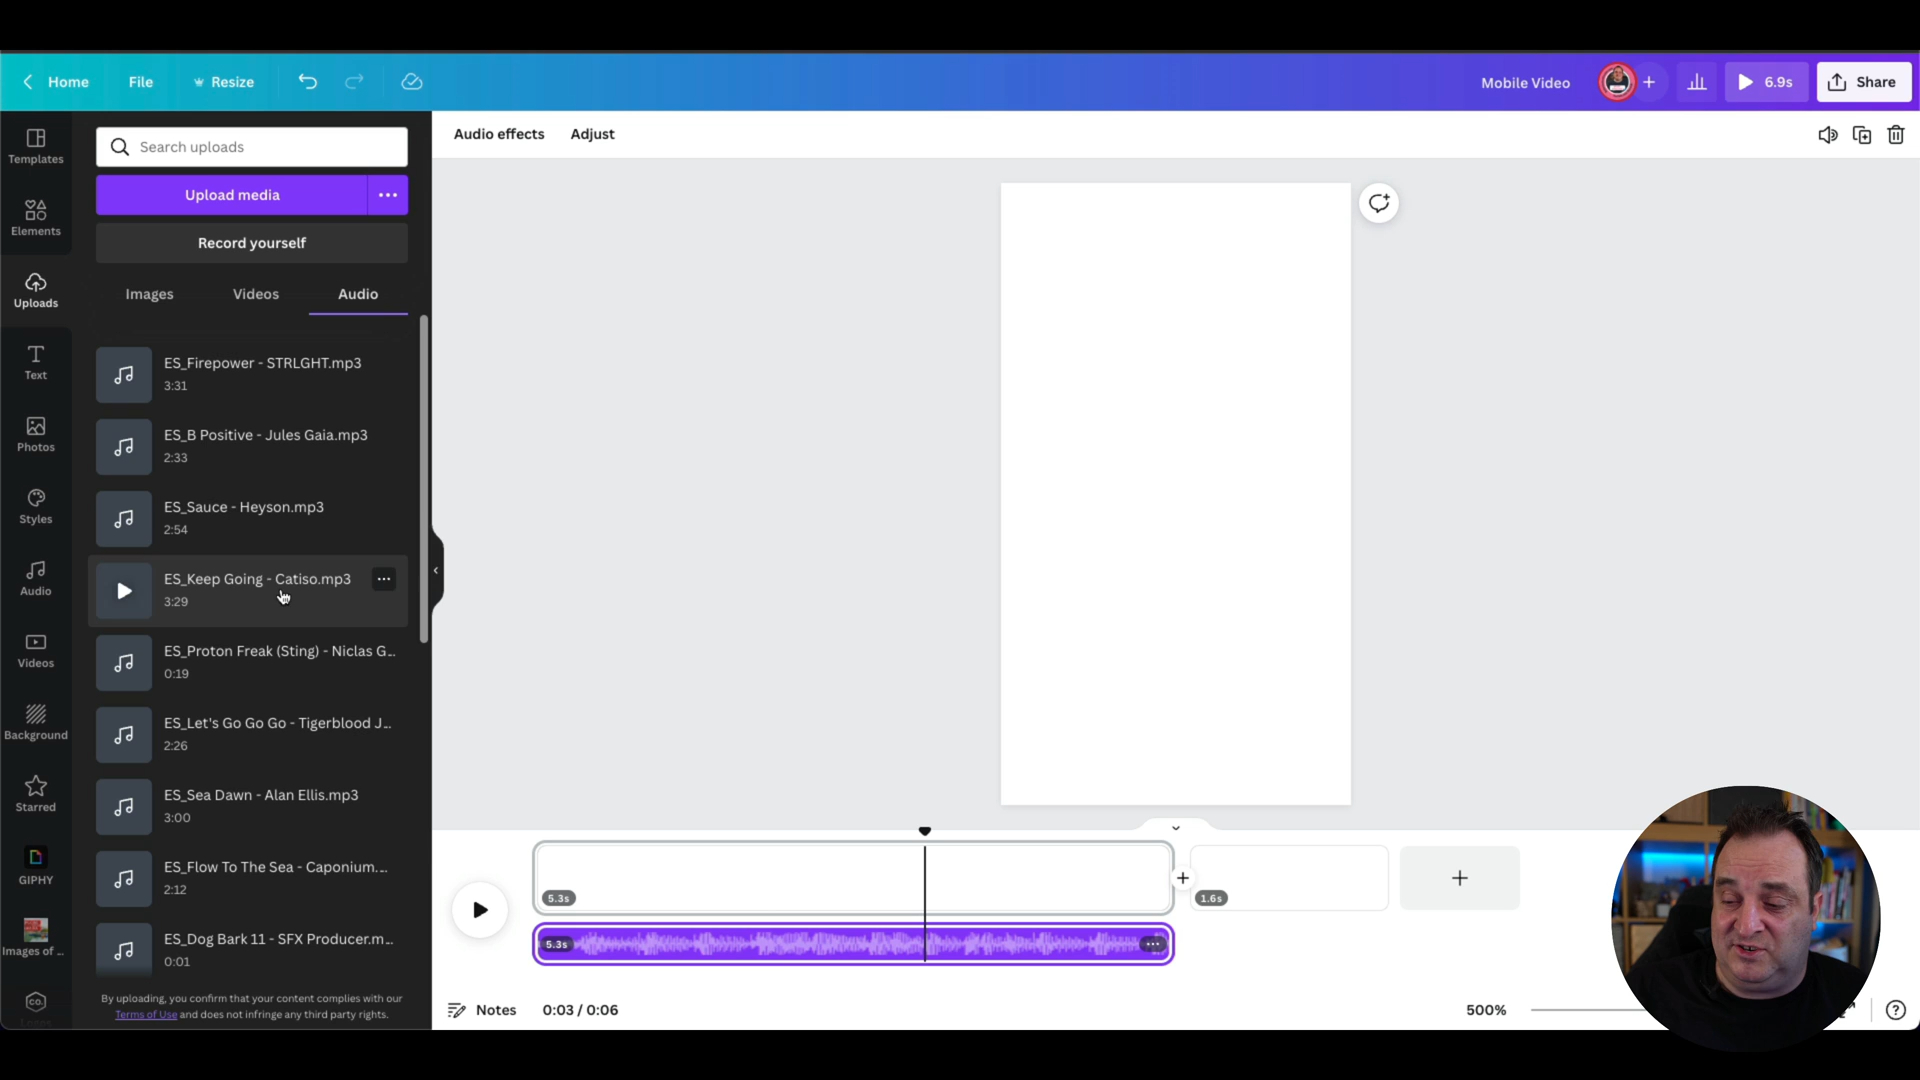 Home
File
Resize
Mobile Video
6.9s
Share
Templates
Elements
Uploads
Text
Photos
Styles
Audio
Videos
Background
Starred
GIPHY
Images of ...
Search uploads
Upload media
Record yourself
Images
Videos
Audio
ES_Firepower - STRLGHT.mp3
3:31
ES_B Positive - Jules Gaia.mp3
2:33
ES_Sauce - Heyson.mp3
2:54
ES_Keep Going - Catiso.mp3
3:29
ES_Proton Freak (Sting) - Niclas G...
0:19
ES_Let's Go Go Go - Tigerblood J...
2:26
ES_Sea Dawn - Alan Ellis.mp3
3:00
ES_Flow To The Sea - Caponium....
2:12
ES_Dog Bark 11 - SFX Producer.m...
0:01
By uploading, you confirm that your content complies with our
Terms of Use and does not infringe any third party rights.
Audio effects
Adjust
5.3s
1.6s
5.3s
Notes
0:03 / 0:06
500%